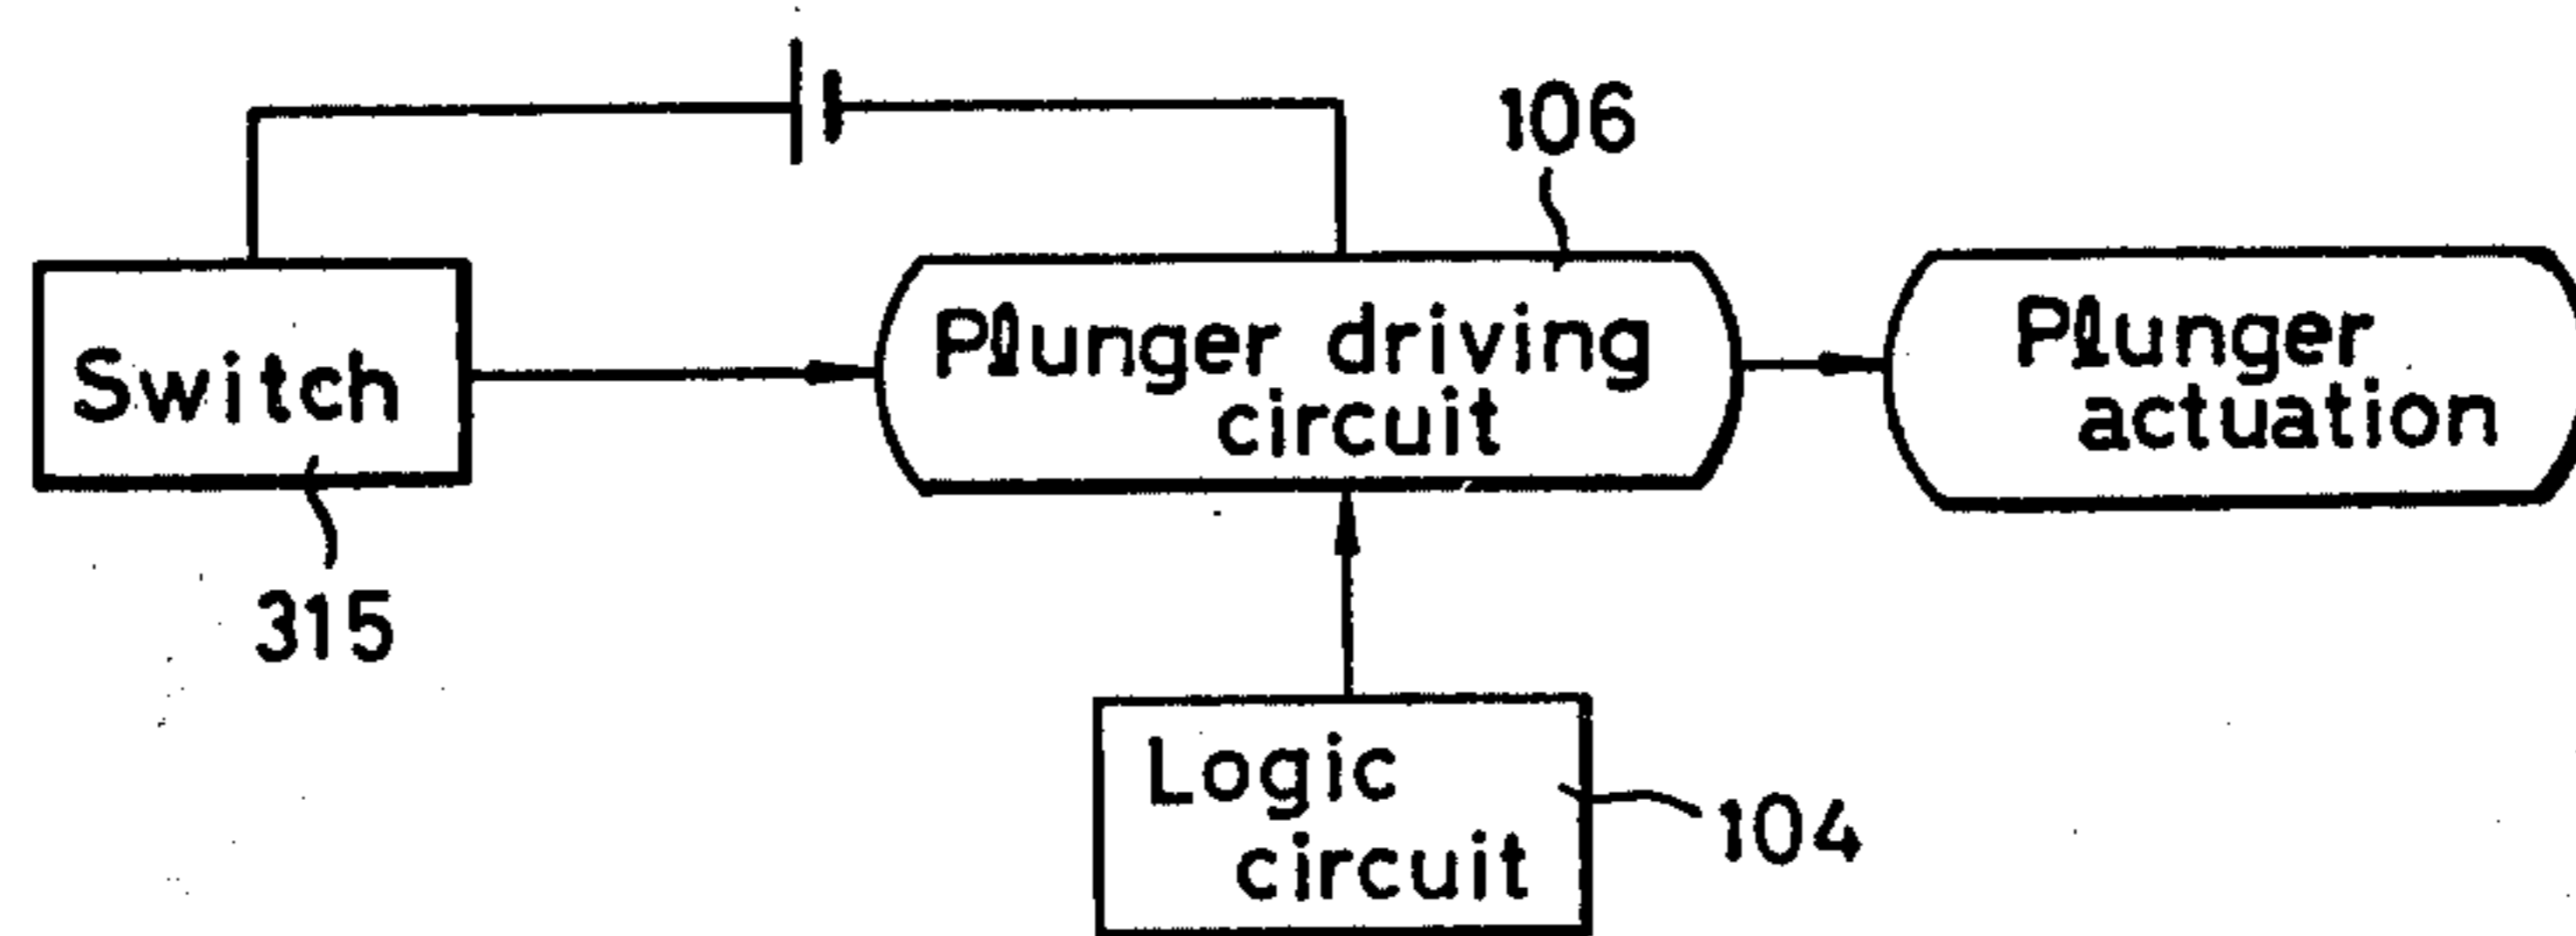 106
Switch
Plunger driving
circuit
Plunger
actuation
315
Logic
circuit
104